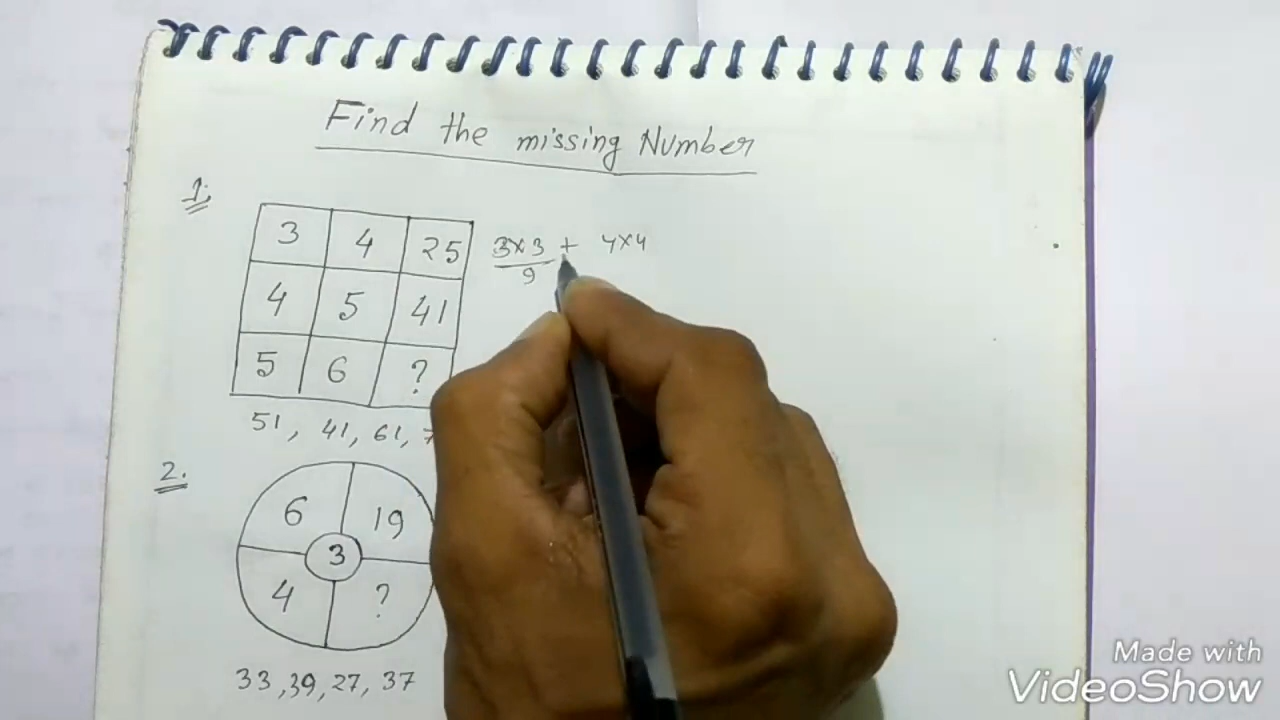 Find the missing Number
1.
3 4 25 3×3 + 4×4
9
4 5 41
5 6 ?
51, 41, 61,
2.
6 19
3
4 ?
33, 39, 27, 37
Made with
VideoShow